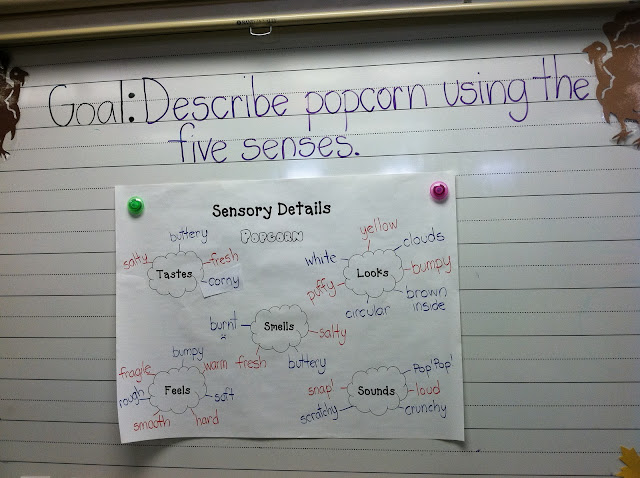 Goal: Describe popcorn using the
five senses.
Sensory Details
Popcorn
Tastes
salty
buttery
fresh
corny
Looks
white
yellow
clouds
bumpy
brown
inside
circular
puffy
Smells
burnt
salty
buttery
fresh
Feels
fragle
bumpy
warm
soft
hard
smooth
rough
Sounds
Pop! Pop!
loud
crunchy
scratchy
snap!